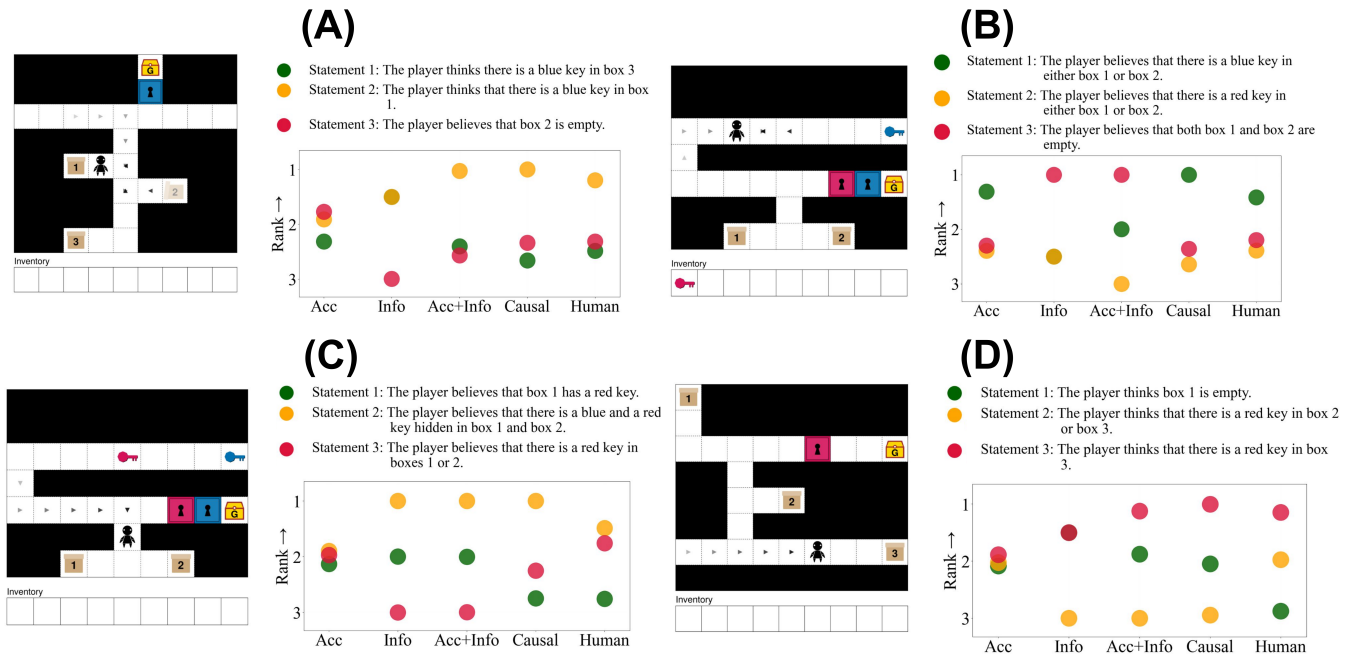 (A)
Statement 1: The player thinks there is a blue key in box 3
Statement 2: The player thinks that there is a blue key in box
1.
Statement 3: The player believes that box 2 is empty.
G
1
2
3
Inventory
Rank →
1
2
3
Acc Info Acc+Info Causal Human
(B)
Statement 1: The player believes that there is a blue key in
either box 1 or box 2.
Statement 2: The player believes that there is a red key in
either box 1 or box 2.
Statement 3: The player believes that both box 1 and box 2 are
empty.
G
1 2
Inventory
Rank →
1
2
3
Acc Info Acc+Info Causal Human
(C)
Statement 1: The player believes that box 1 has a red key.
Statement 2: The player believes that there is a blue and a red
key hidden in box 1 and box 2.
Statement 3: The player believes that there is a red key in
boxes 1 or 2.
G
1 2
Inventory
Rank →
1
2
3
Acc Info Acc+Info Causal Human
(D)
Statement 1: The player thinks box 1 is empty.
Statement 2: The player thinks that there is a red key in box 2
or box 3.
Statement 3: The player thinks that there is a red key in box
3.
1
G
2
3
Inventory
Rank →
1
2
3
Acc Info Acc+Info Causal Human